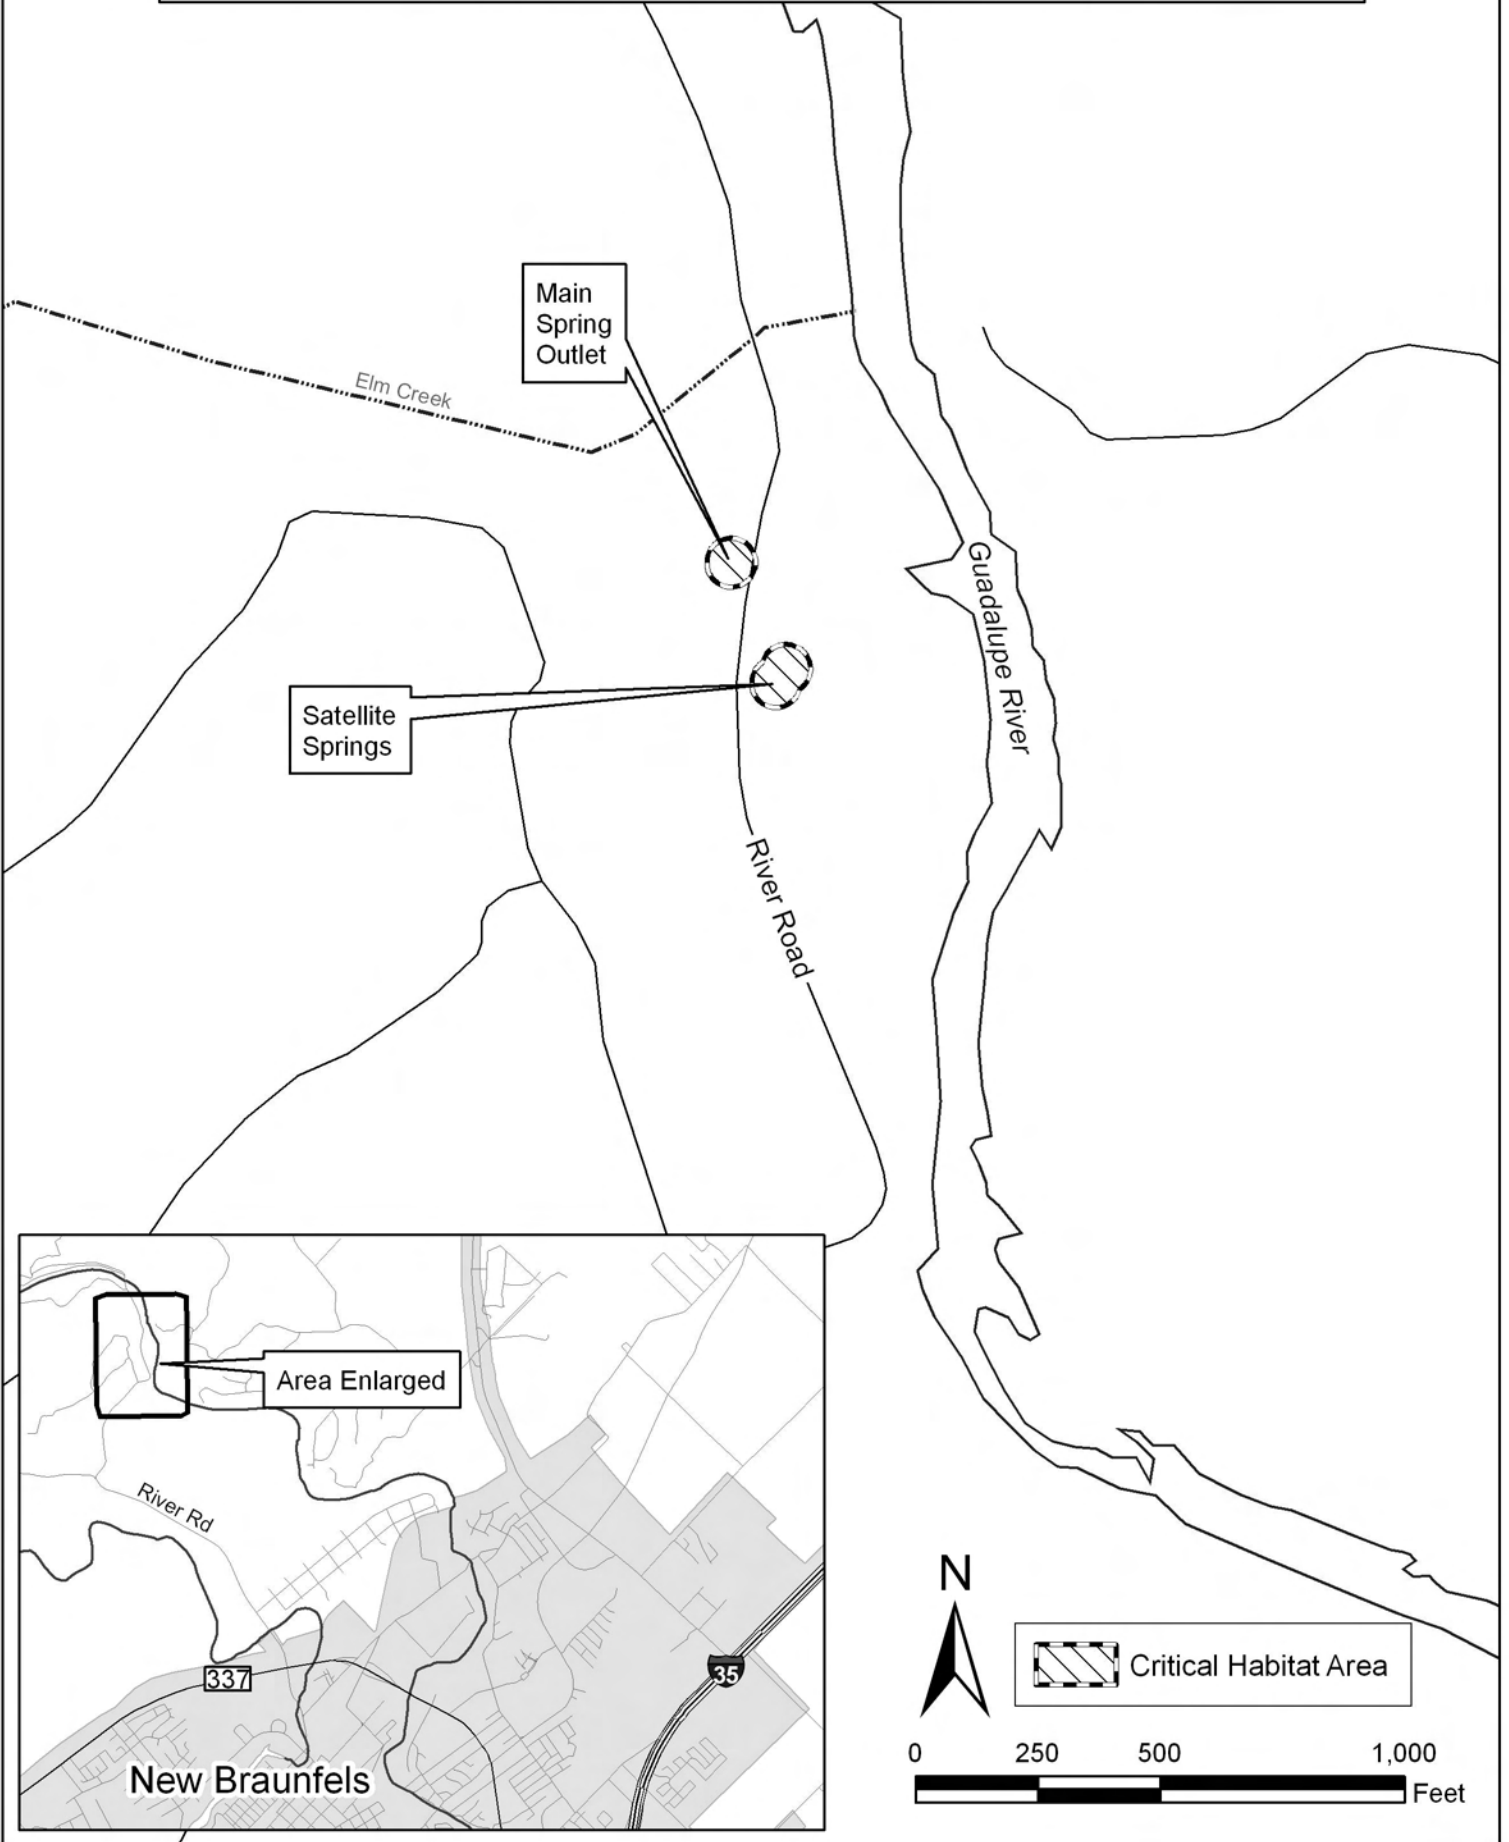 Main
Spring
Outlet
Elm Creek
Guadalupe River
Satellite
Springs
River Road
Area Enlarged
River Rd
337
35
New Braunfels
N
Critical Habitat Area
0 250 500 1,000
Feet